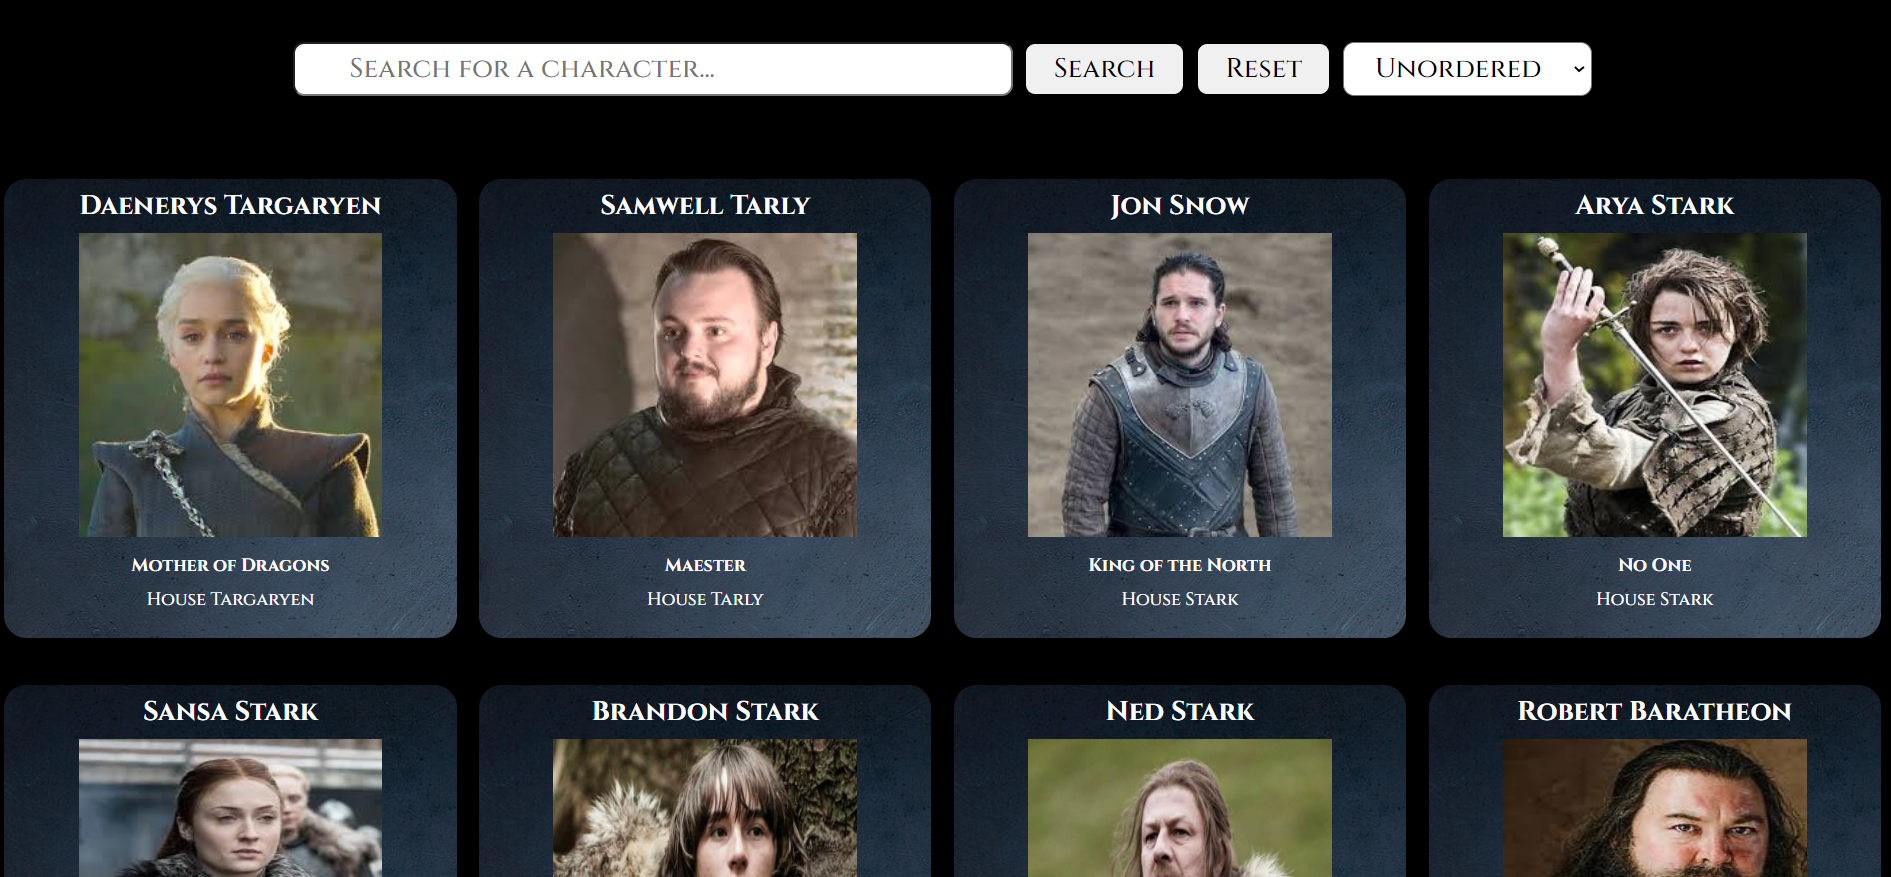 Search for a character...
Search
Reset
Unordered
Daenerys Targaryen
Samwell Tarly
Jon Snow
Arya Stark
Mother of Dragons
Maester
King of the North
No One
House Targaryen
House Tarly
House Stark
House Stark
Sansa Stark
Brandon Stark
Ned Stark
Robert Baratheon